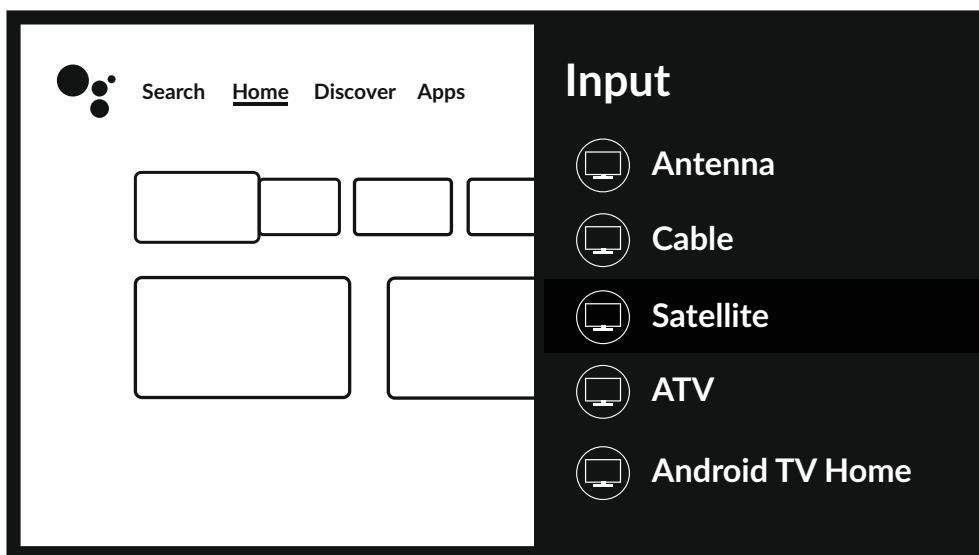 Search Home Discover Apps
Input
Antenna
Cable
Satellite
ATV
Android TV Home